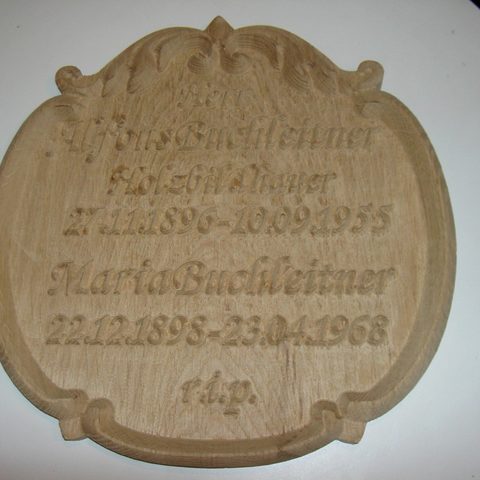 Herr
Alfons Buchleitner
Holzbildhauer
27.11.1896-10.09.1955
Maria Buchleitner
22.12.1898-23.04.1968
r.i.p.